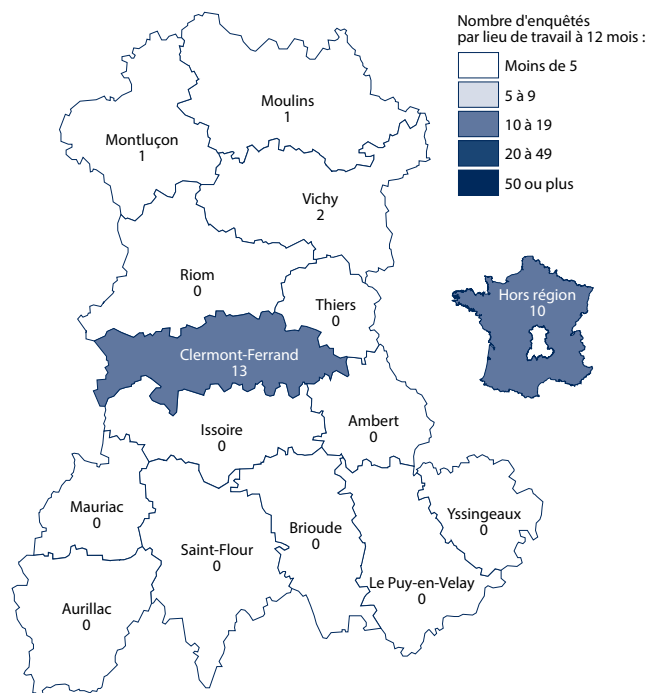 Nombre d'enquêtés
par lieu de travail à 12 mois :
Moins de 5
5 à 9
10 à 19
20 à 49
50 ou plus
Moulins
1
Montluçon
1
Vichy
2
Riom
0
Thiers
0
Hors région
10
Clermont-Ferrand
13
Issoire
0
Ambert
0
Mauriac
0
Saint-Flour
0
Brioude
0
Yssingeaux
0
Le Puy-en-Velay
0
Aurillac
0